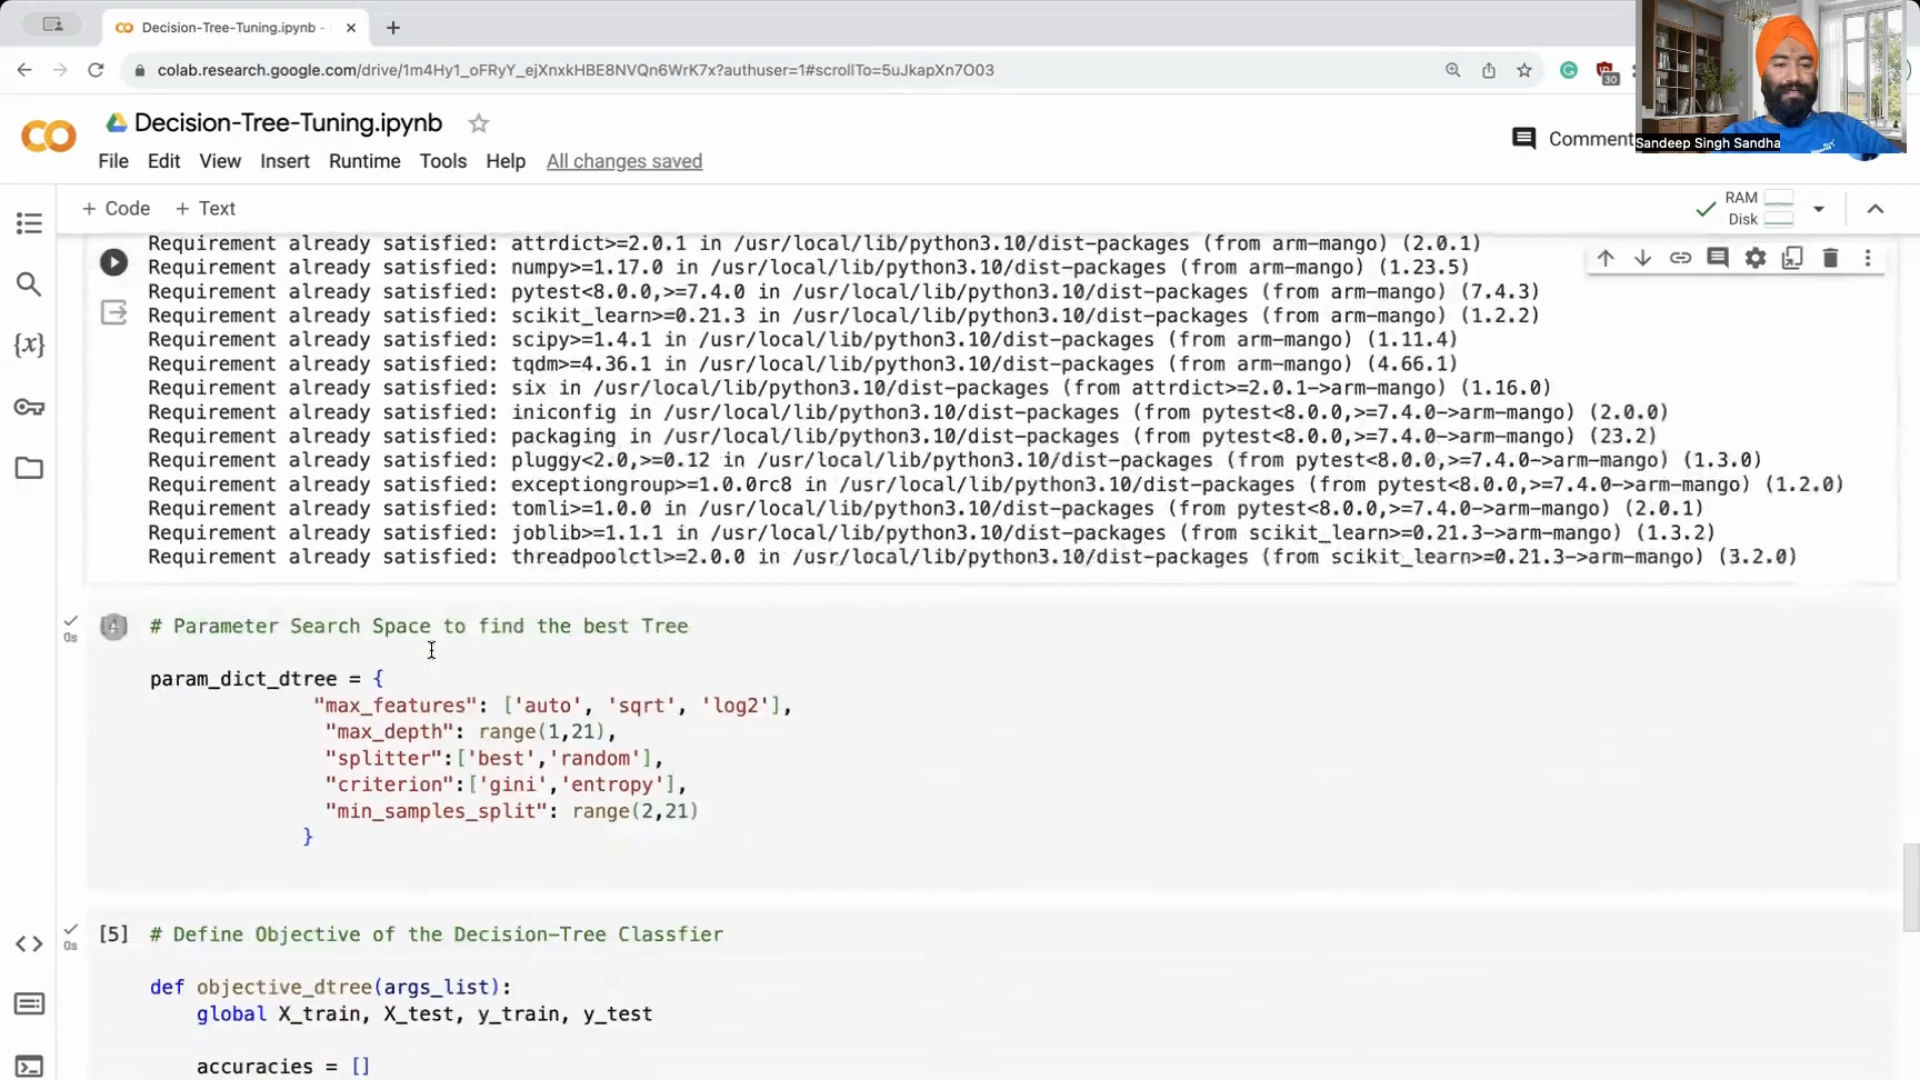 Decision-Tree-Tuning.ipynb -
colab.research.google.com/drive/1m4Hy1_oFRyY_ejXnxkHBE8NVQn6WrK7x?authuser=1#scrollTo=5uJkapXn7O03
30
Decision-Tree-Tuning.ipynb
Comment
Sandeep Singh Sandha
File Edit View Insert Runtime Tools Help All changes saved
+ Code + Text
RAM
Disk
Requirement already satisfied: attrdict>=2.0.1 in /usr/local/lib/python3.10/dist-packages (from arm-mango) (2.0.1)
Requirement already satisfied: numpy>=1.17.0 in /usr/local/lib/python3.10/dist-packages (from arm-mango) (1.23.5)
Requirement already satisfied: pytest<8.0.0,>=7.4.0 in /usr/local/lib/python3.10/dist-packages (from arm-mango) (7.4.3)
Requirement already satisfied: scikit_learn>=0.21.3 in /usr/local/lib/python3.10/dist-packages (from arm-mango) (1.2.2)
Requirement already satisfied: scipy>=1.4.1 in /usr/local/lib/python3.10/dist-packages (from arm-mango) (1.11.4)
Requirement already satisfied: tqdm>=4.36.1 in /usr/local/lib/python3.10/dist-packages (from arm-mango) (4.66.1)
Requirement already satisfied: six in /usr/local/lib/python3.10/dist-packages (from attrdict>=2.0.1->arm-mango) (1.16.0)
Requirement already satisfied: iniconfig in /usr/local/lib/python3.10/dist-packages (from pytest<8.0.0,>=7.4.0->arm-mango) (2.0.0)
Requirement already satisfied: packaging in /usr/local/lib/python3.10/dist-packages (from pytest<8.0.0,>=7.4.0->arm-mango) (23.2)
Requirement already satisfied: pluggy<2.0,>=0.12 in /usr/local/lib/python3.10/dist-packages (from pytest<8.0.0,>=7.4.0->arm-mango) (1.3.0)
Requirement already satisfied: exceptiongroup>=1.0.0rc8 in /usr/local/lib/python3.10/dist-packages (from pytest<8.0.0,>=7.4.0->arm-mango) (1.2.0)
Requirement already satisfied: tomli>=1.0.0 in /usr/local/lib/python3.10/dist-packages (from pytest<8.0.0,>=7.4.0->arm-mango) (2.0.1)
Requirement already satisfied: joblib>=1.1.1 in /usr/local/lib/python3.10/dist-packages (from scikit_learn>=0.21.3->arm-mango) (1.3.2)
Requirement already satisfied: threadpoolctl>=2.0.0 in /usr/local/lib/python3.10/dist-packages (from scikit_learn>=0.21.3->arm-mango) (3.2.0)
0s # Parameter Search Space to find the best Tree
param_dict_dtree = {
"max_features": ['auto', 'sqrt', 'log2'],
"max_depth": range(1,21),
"splitter":['best','random'],
"criterion":['gini','entropy'],
"min_samples_split": range(2,21)
}
0s [5] # Define Objective of the Decision-Tree Classfier
def objective_dtree(args_list):
global X_train, X_test, y_train, y_test
accuracies = []